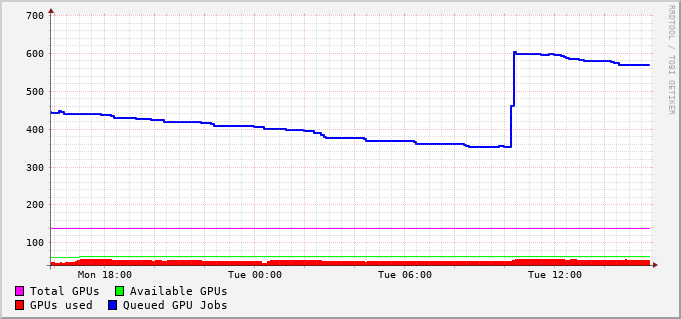 700
600
500
400
300
200
100
Mon 18:00 Tue 00:00 Tue 06:00 Tue 12:00
Total GPUs Available GPUs
GPUs used Queued GPU Jobs
RRDTOOL / TOBI OETIKER